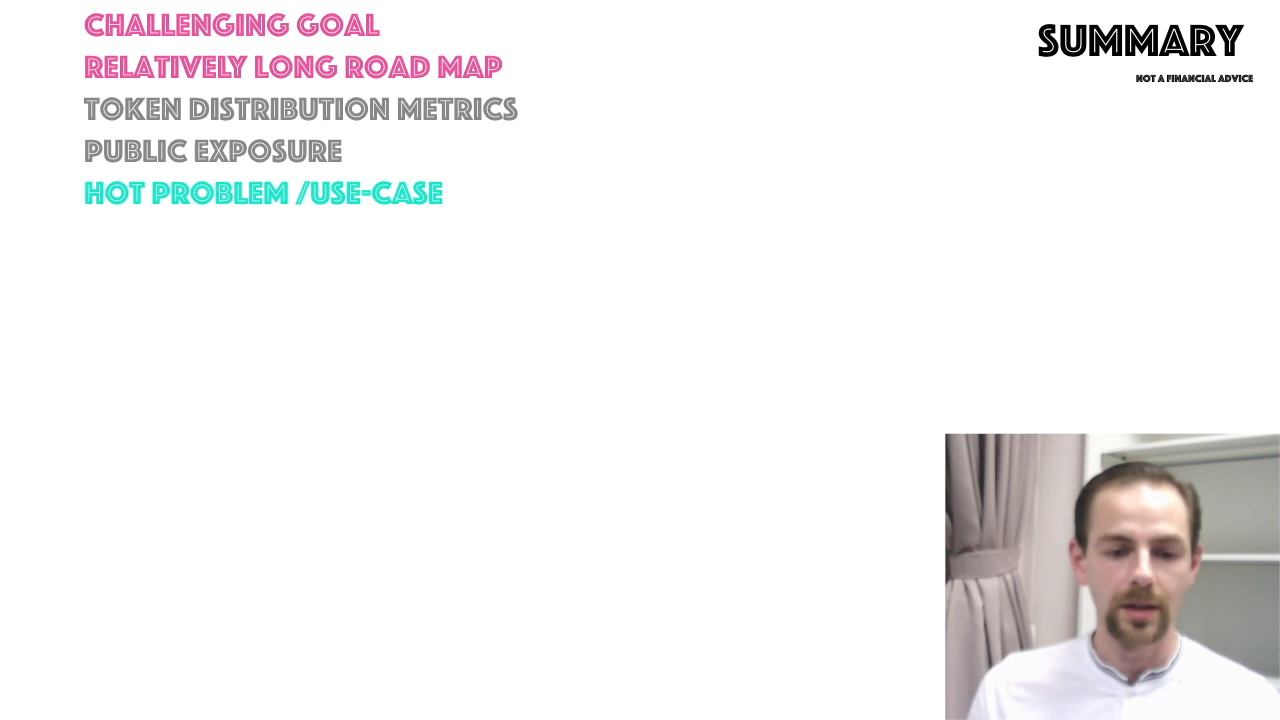 CHALLENGING GOAL
RELATIVELY LONG ROAD MAP
TOKEN DISTRIBUTION METRICS
PUBLIC EXPOSURE
HOT PROBLEM /USE-CASE
SUMMARY
NOT A FINANCIAL ADVICE